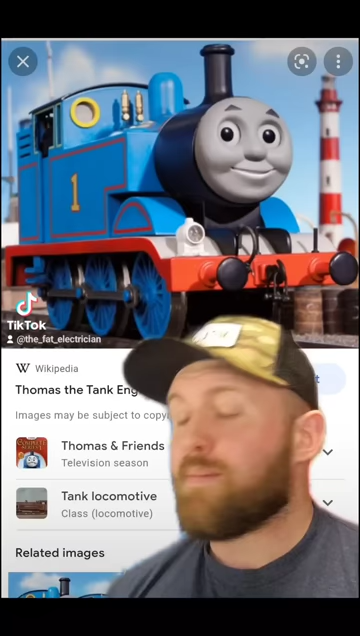 1
TikTok
@the_fat_electrician
Wikipedia
Thomas the Tank Eng
Images may be subject to copy
Thomas & Friends
Television season
Tank locomotive
Class (locomotive)
Related images